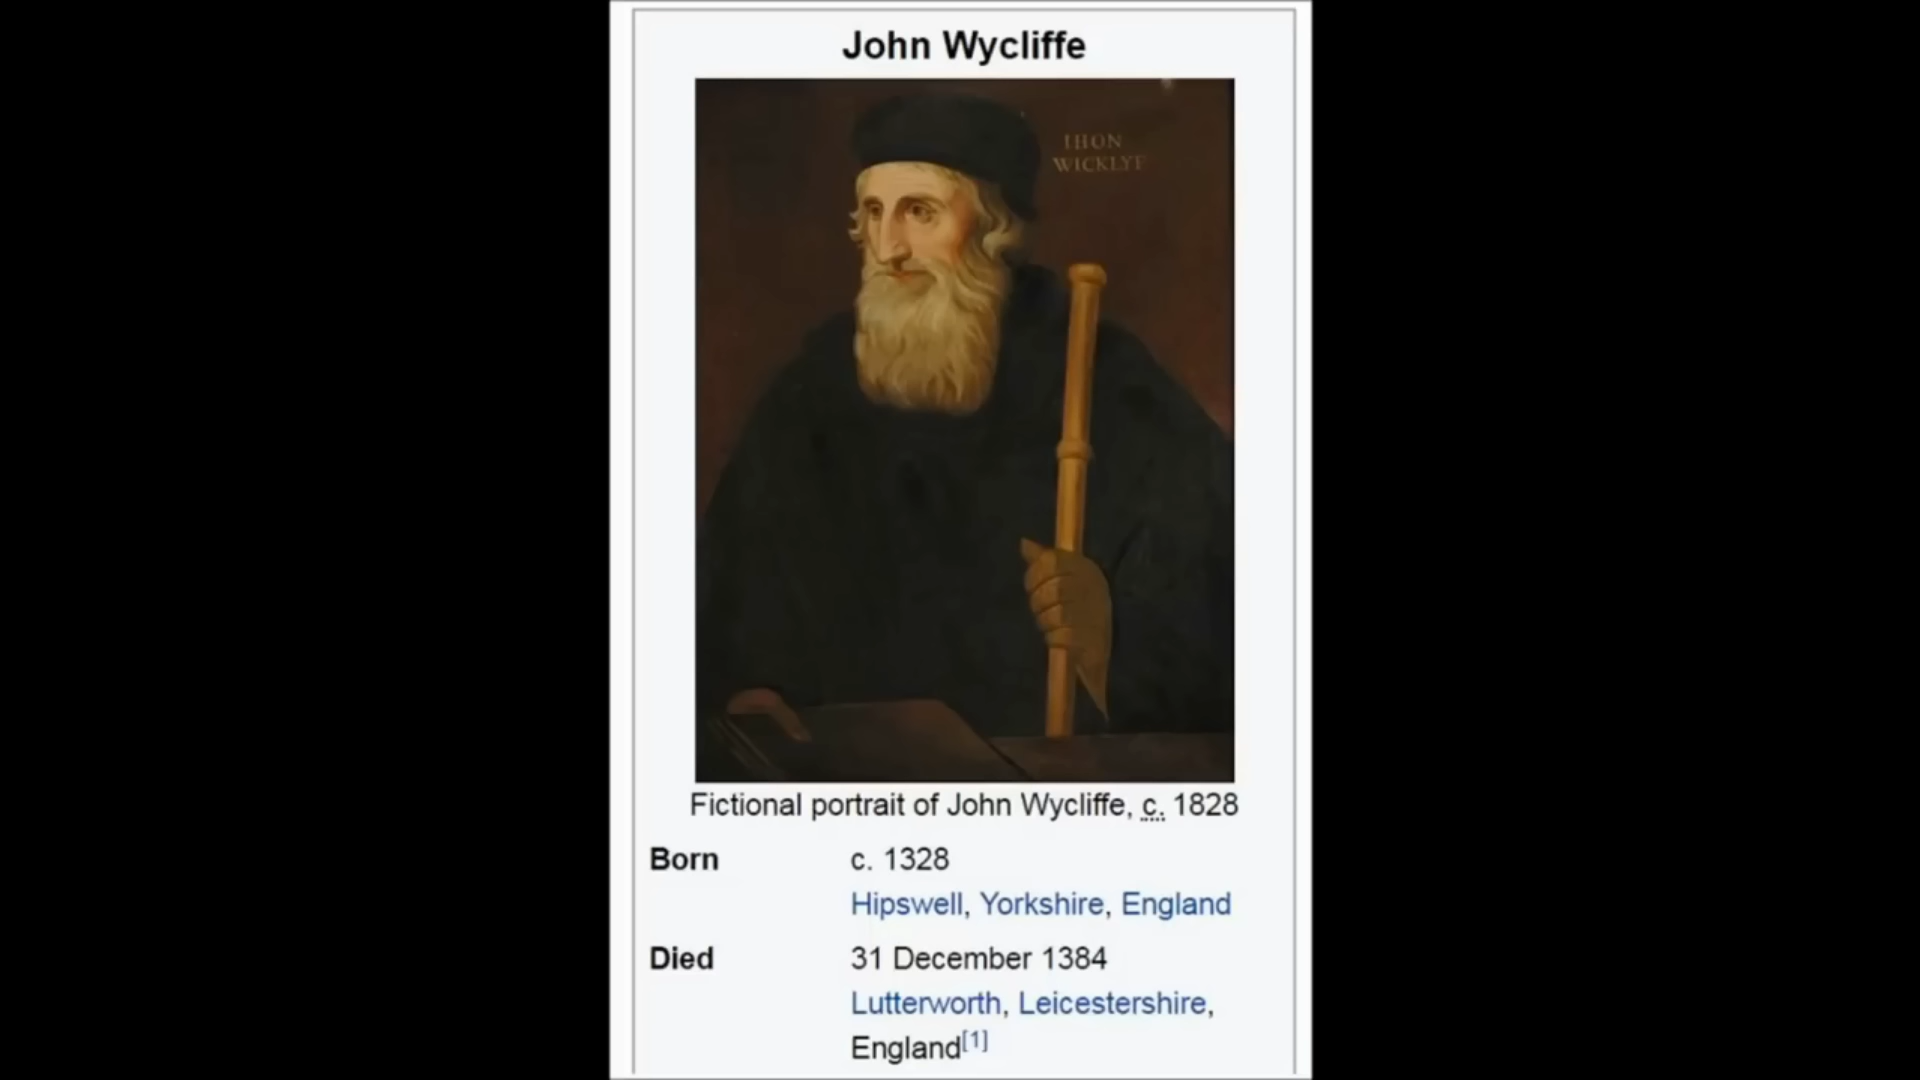 John Wycliffe
IHON
WICKLYF
Fictional portrait of John Wycliffe, c. 1828
Born c. 1328
Hipswell, Yorkshire, England
Died 31 December 1384
Lutterworth, Leicestershire,
England[1]